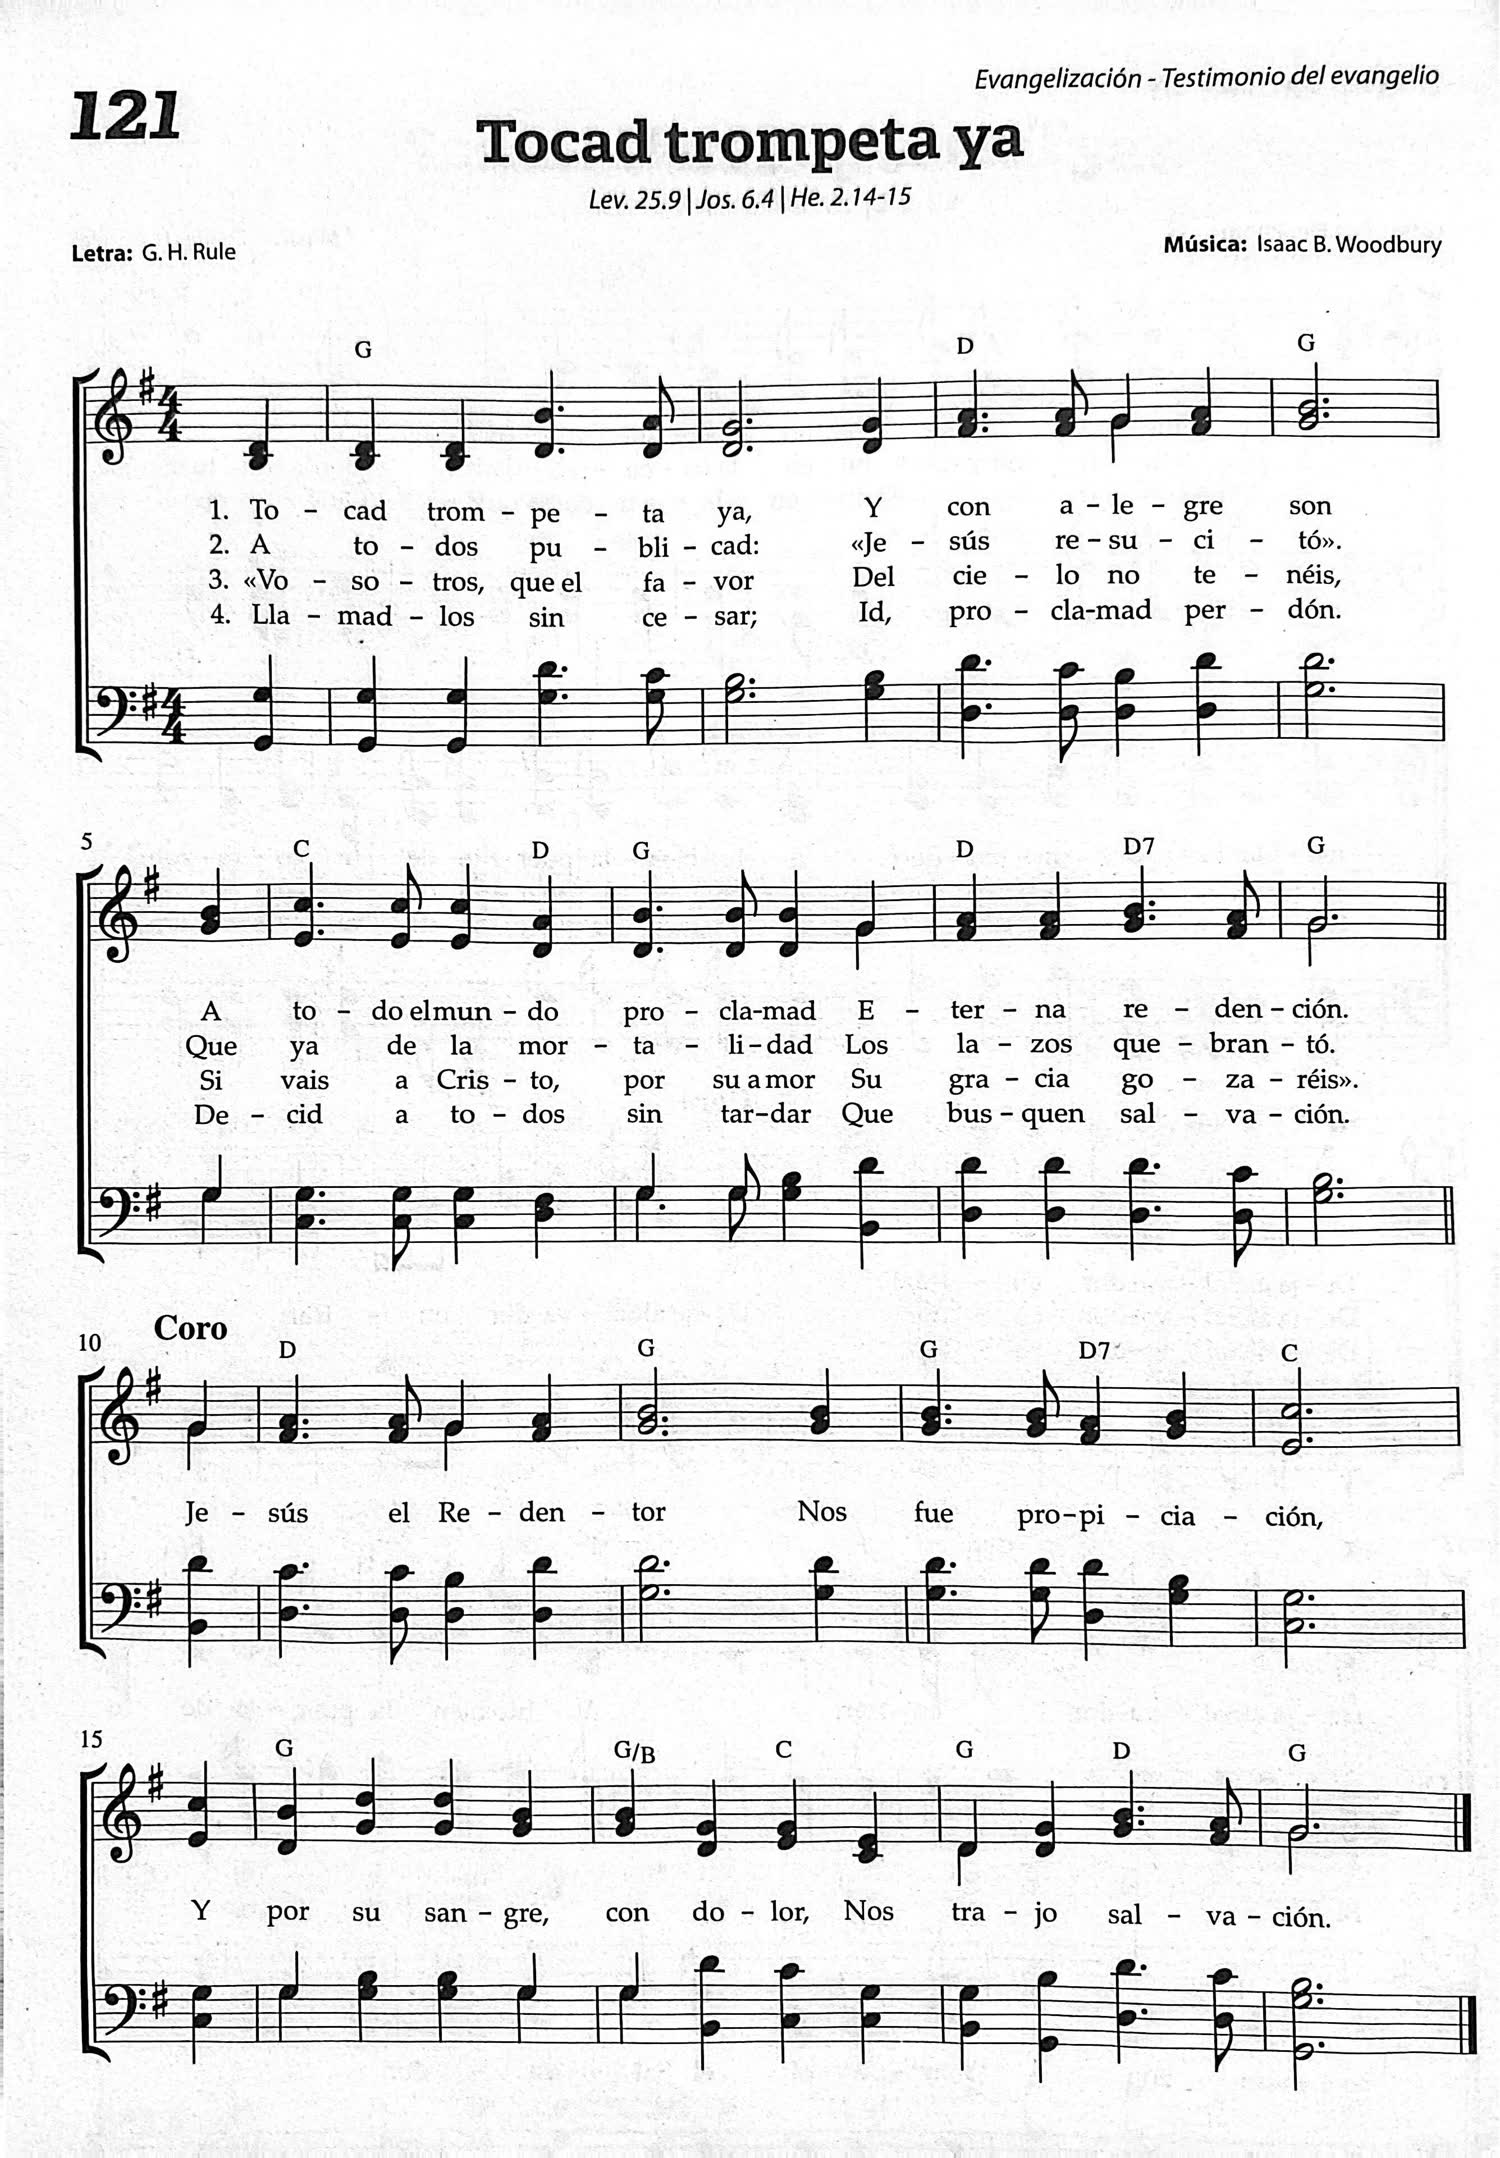 Evangelización - Testimonio del evangelio
121
Tocad trompeta ya
Lev. 25.9 | Jos. 6.4 | He. 2.14-15
Letra: G. H. Rule
Música: Isaac B. Woodbury
G D G
1. To - cad trom - pe - ta ya, Y con a - le - gre son
2. A to - dos pu - bli - cad: «Je - sús re - su - ci - tó».
3. «Vo - so - tros, que el fa - vor Del cie - lo no te - néis,
4. Lla - mad - los sin ce - sar; Id, pro - cla-mad per - dón.
5
C D G D D7 G
A to - do elmun - do pro - cla-mad E - ter - na re - den - ción.
Que ya de la mor - ta - li - dad Los la - zos que - bran - tó.
Si vais a Cris - to, por su amor Su gra - cia go - za - réis».
De - cid a to - dos sin tar-dar Que bus - quen sal - va - ción.
Coro
10
D G G D7 C
Je - sús el Re - den - tor Nos fue pro-pi - cia - ción,
15
G G/B C G D G
Y por su san - gre, con do - lor, Nos tra - jo sal - va - ción.